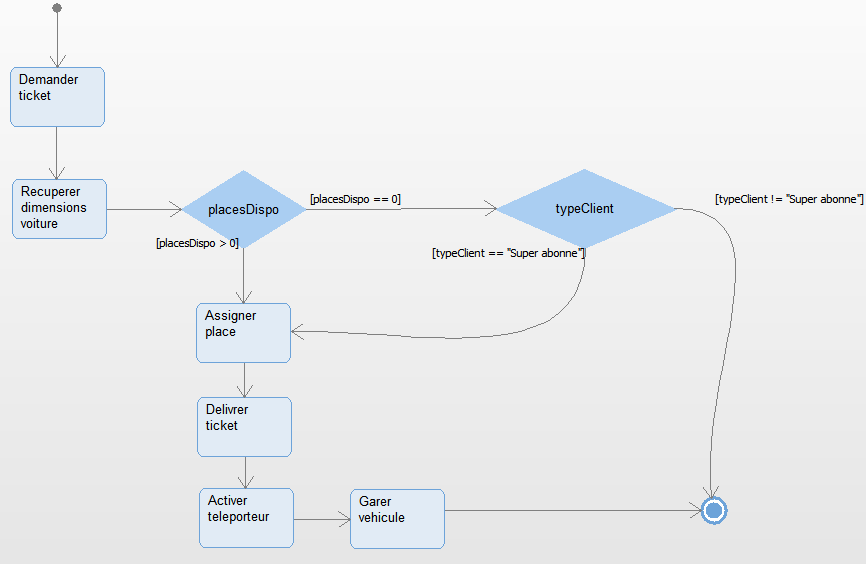 Demander
ticket
Recuperer
dimensions
voiture
placesDispo
[placesDispo == 0]
[placesDispo > 0]
typeClient
[typeClient != "Super abonne"]
[typeClient == "Super abonne"]
Assigner
place
Delivrer
ticket
Activer
teleporteur
Garer
vehicule